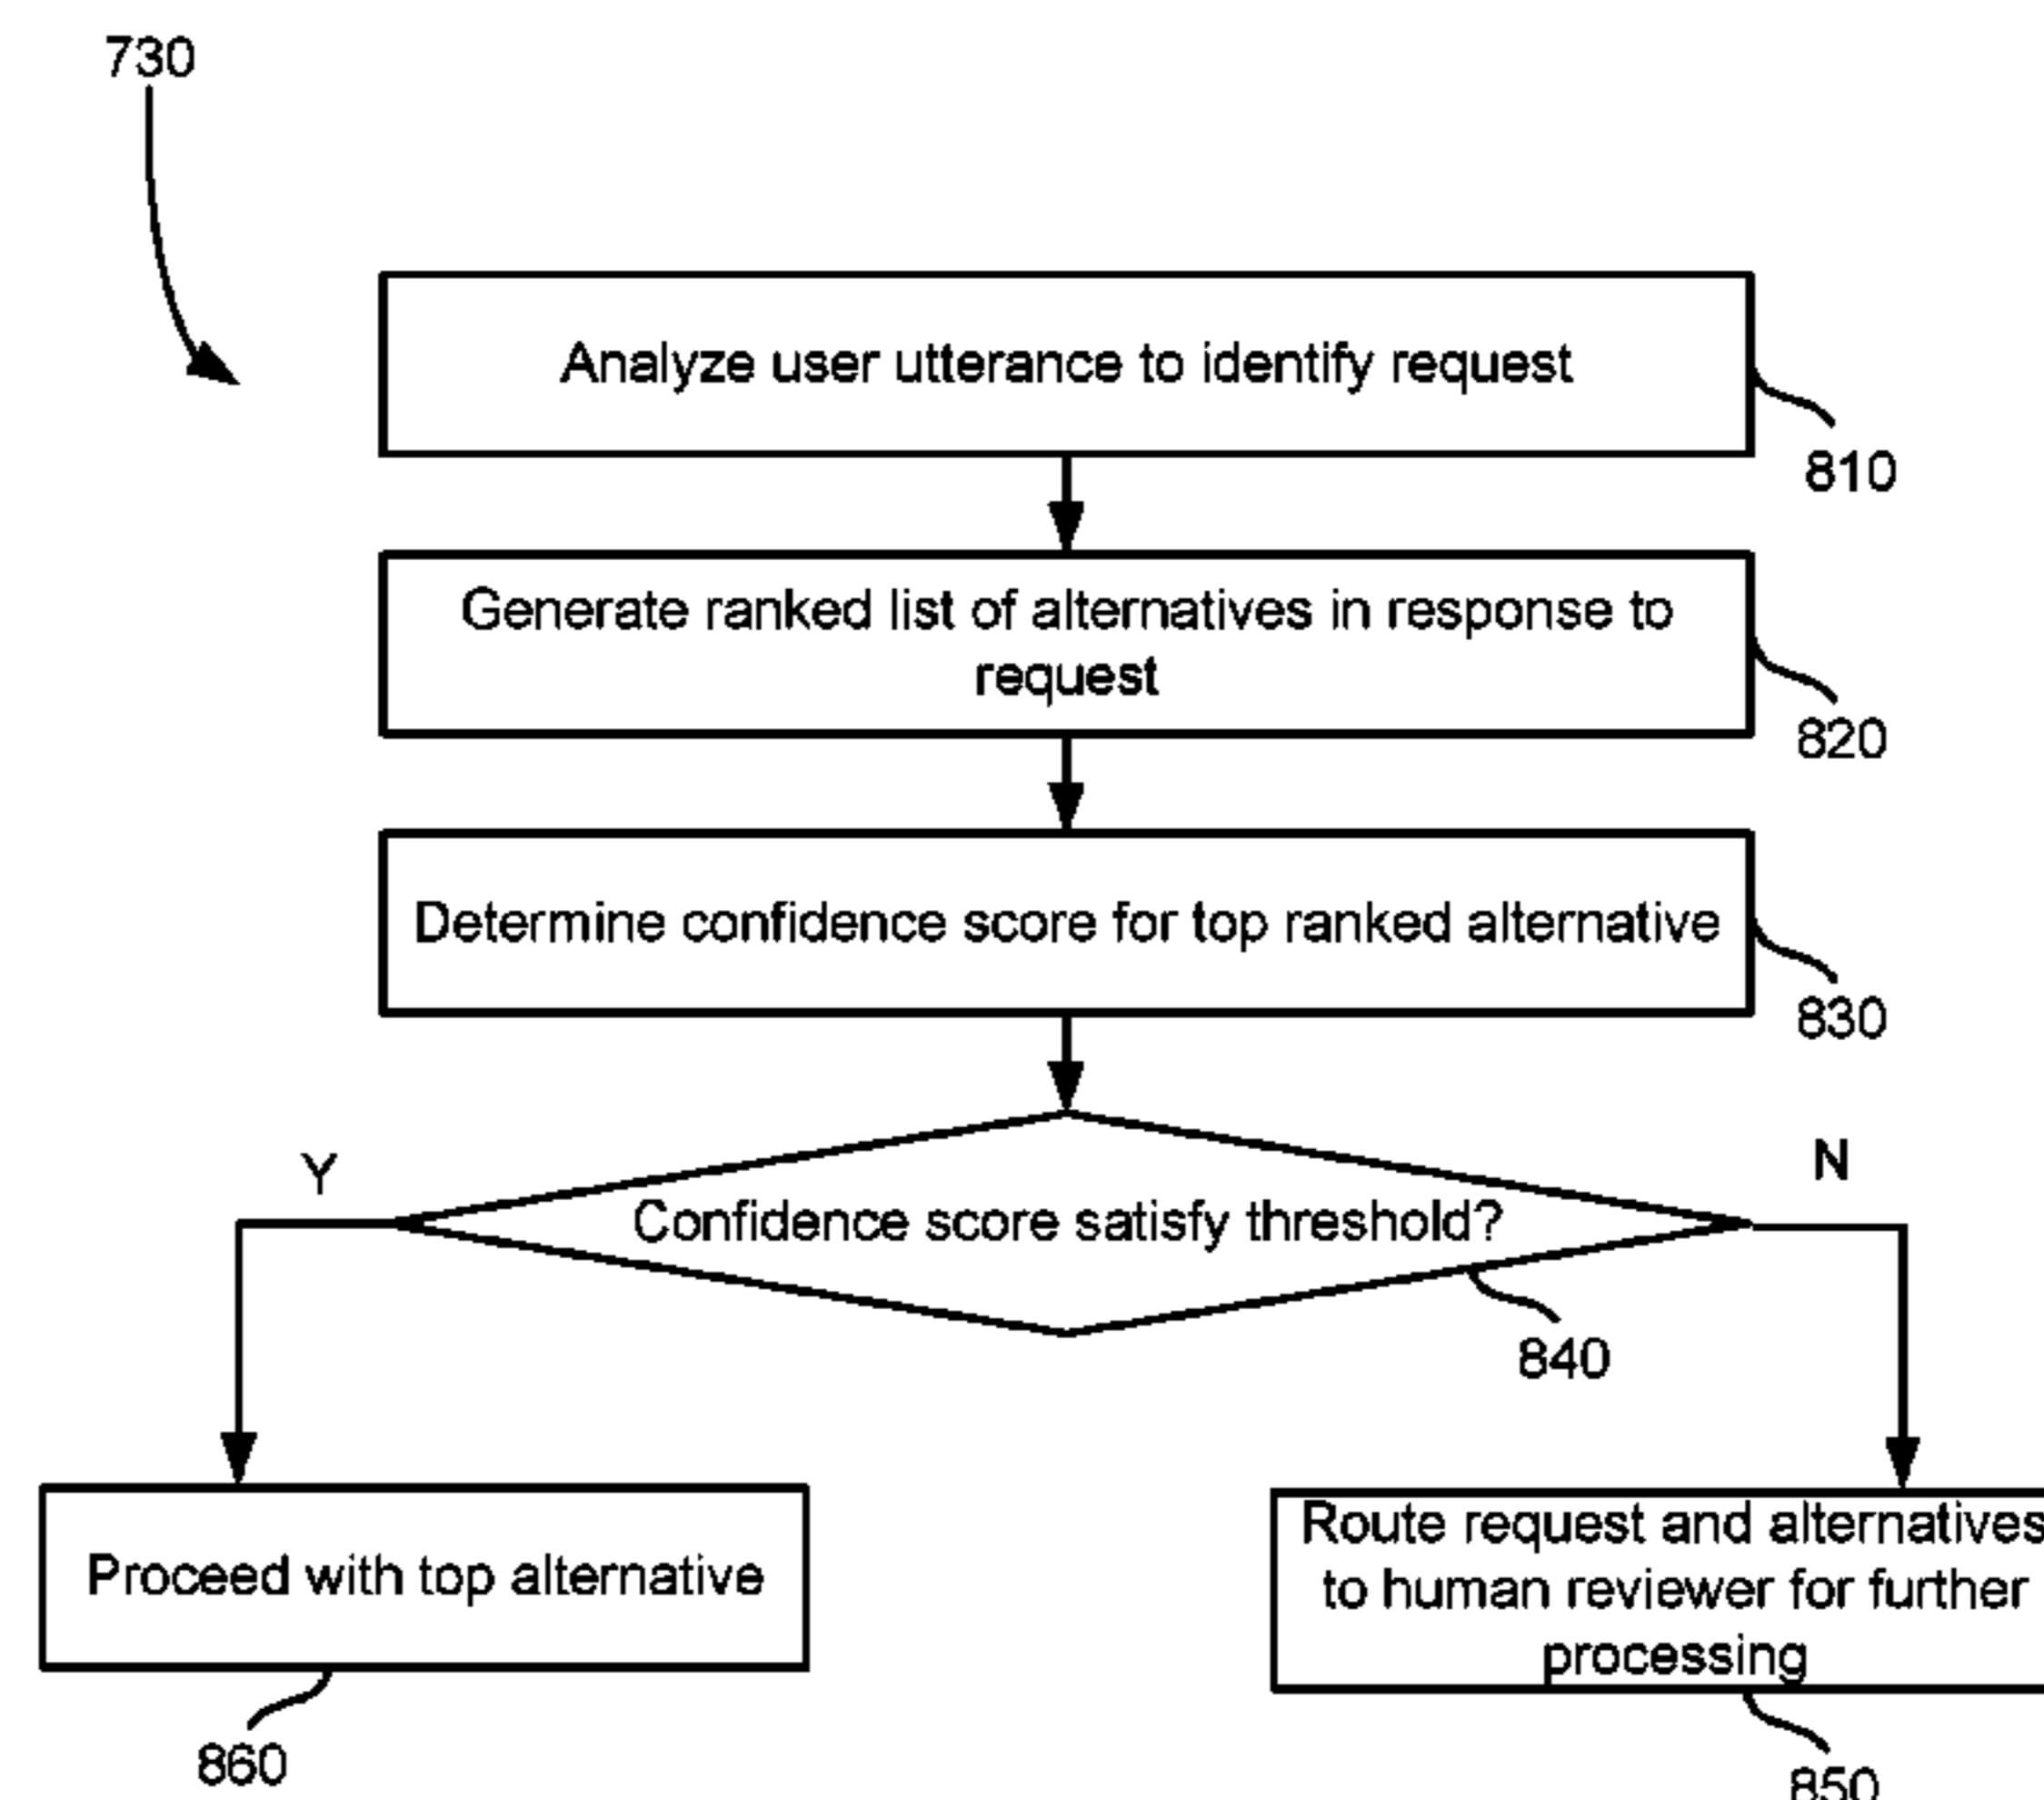 730
Analyze user utterance to identify request
810
Generate ranked list of alternatives in response to
request
820
Determine confidence score for top ranked alternative
830
Y
N
Confidence score satisfy threshold?
840
Proceed with top alternative
860
Route request and alternatives
to human reviewer for further
processing
850